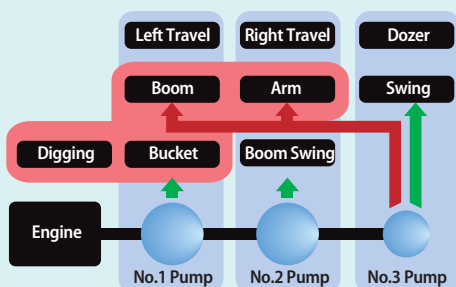 Left Travel
Right Travel
Dozer
Boom
Arm
Swing
Digging
Bucket
Boom Swing
Engine
No.1 Pump
No.2 Pump
No.3 Pump